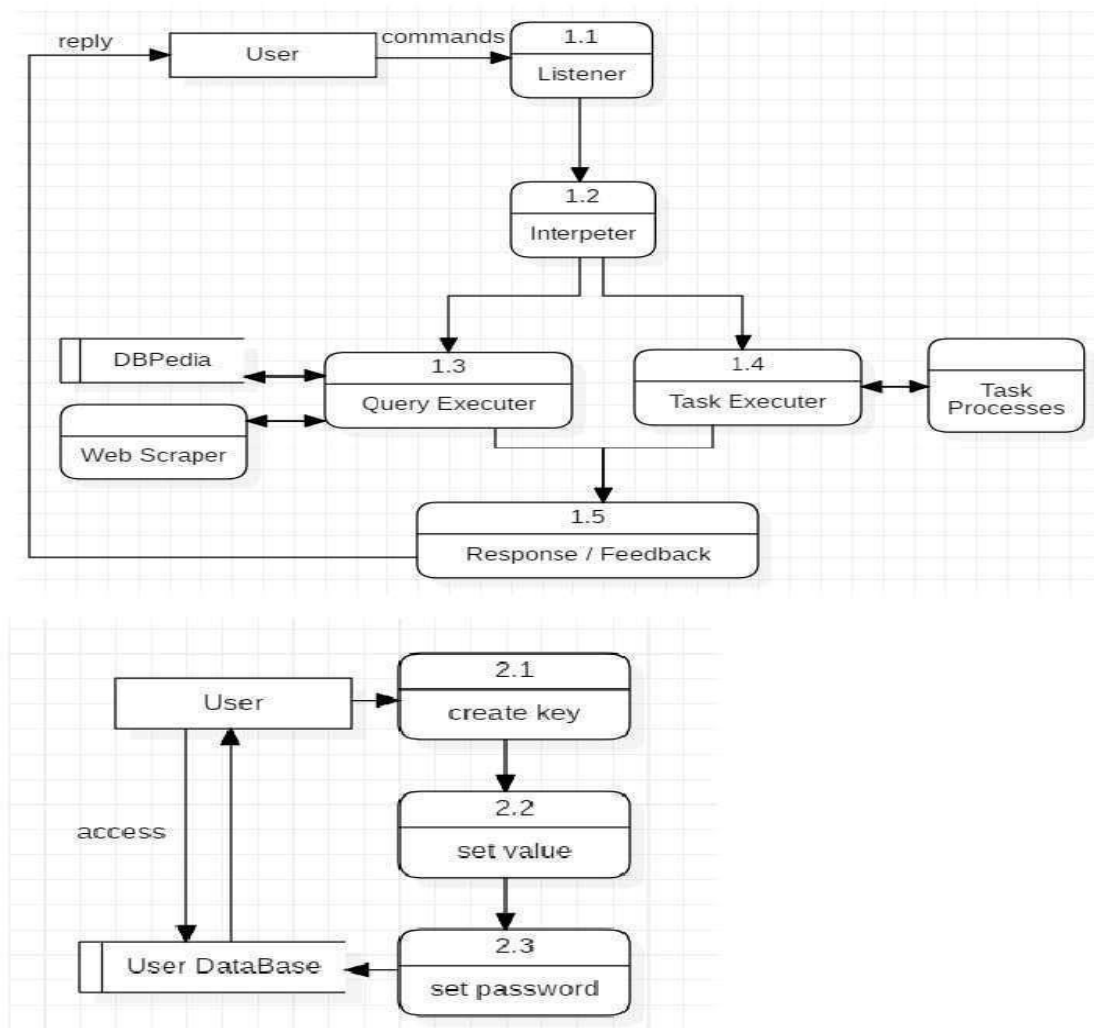 reply
User
commands
1.1
Listener
1.2
Interpeter
DBPedia
1.3
Query Executer
1.4
Task Executer
Task
Processes
Web Scraper
1.5
Response / Feedback
User
2.1
create key
access
2.2
set value
User DataBase
2.3
set password